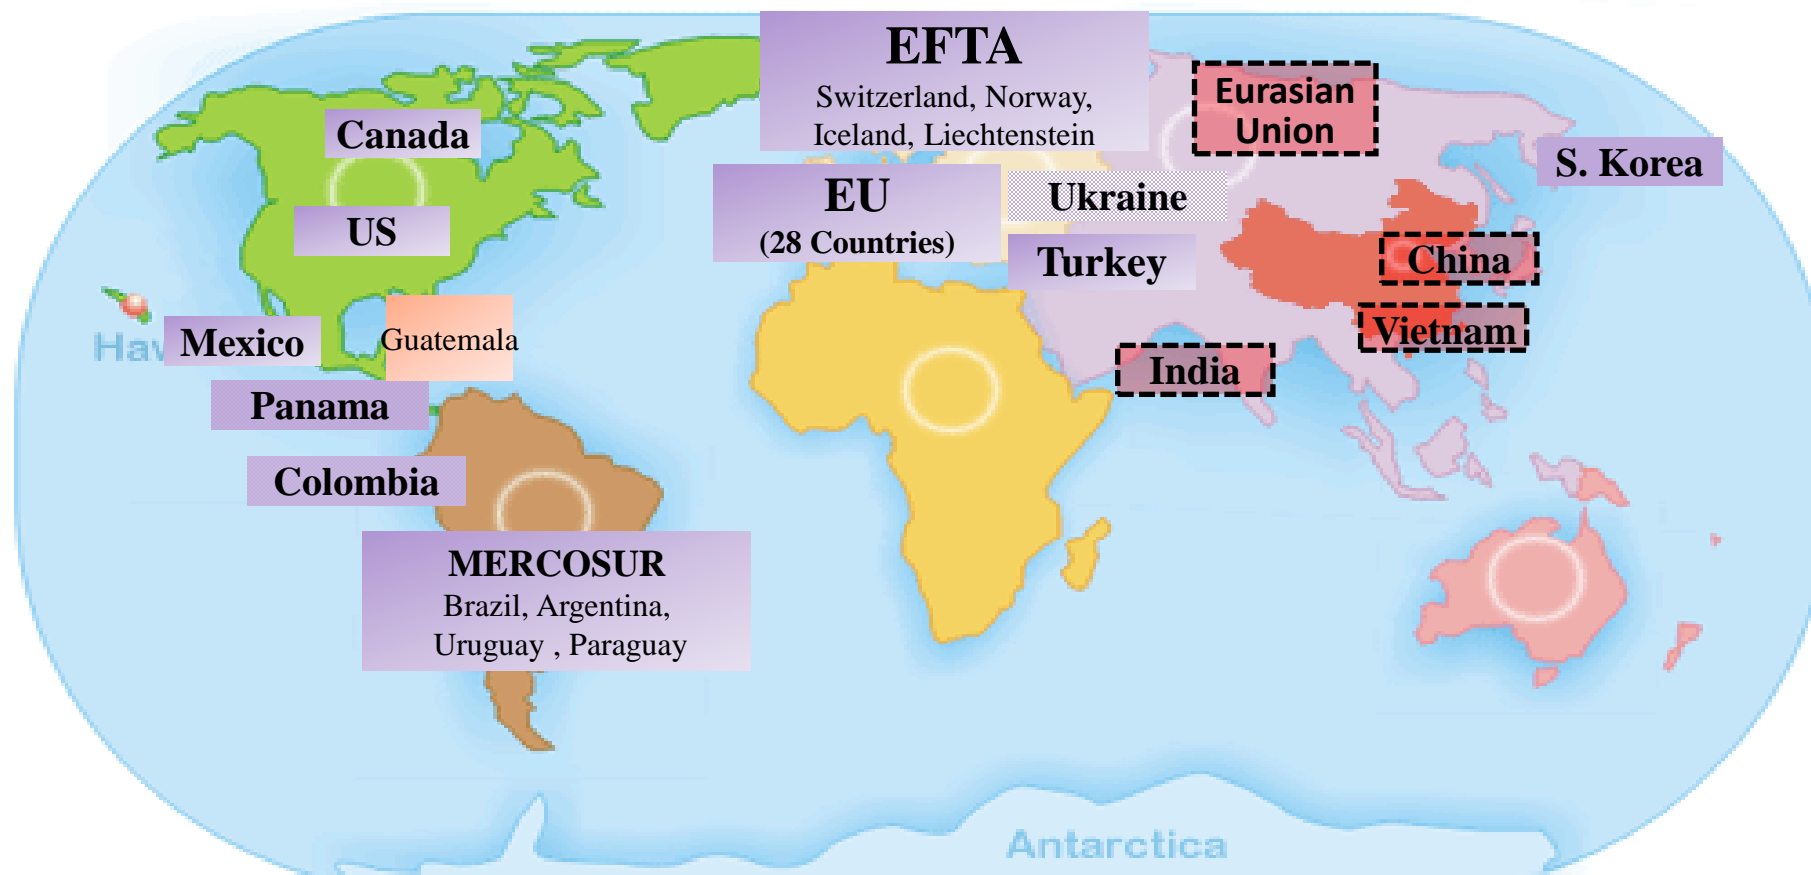 EFTA
Switzerland, Norway,
Iceland, Liechtenstein
Eurasian
Union
Canada
S. Korea
EU
(28 Countries)
Ukraine
US
Turkey
China
Mexico
Guatemala
Vietnam
India
Panama
Colombia
MERCOSUR
Brazil, Argentina,
Uruguay , Paraguay
Antarctica